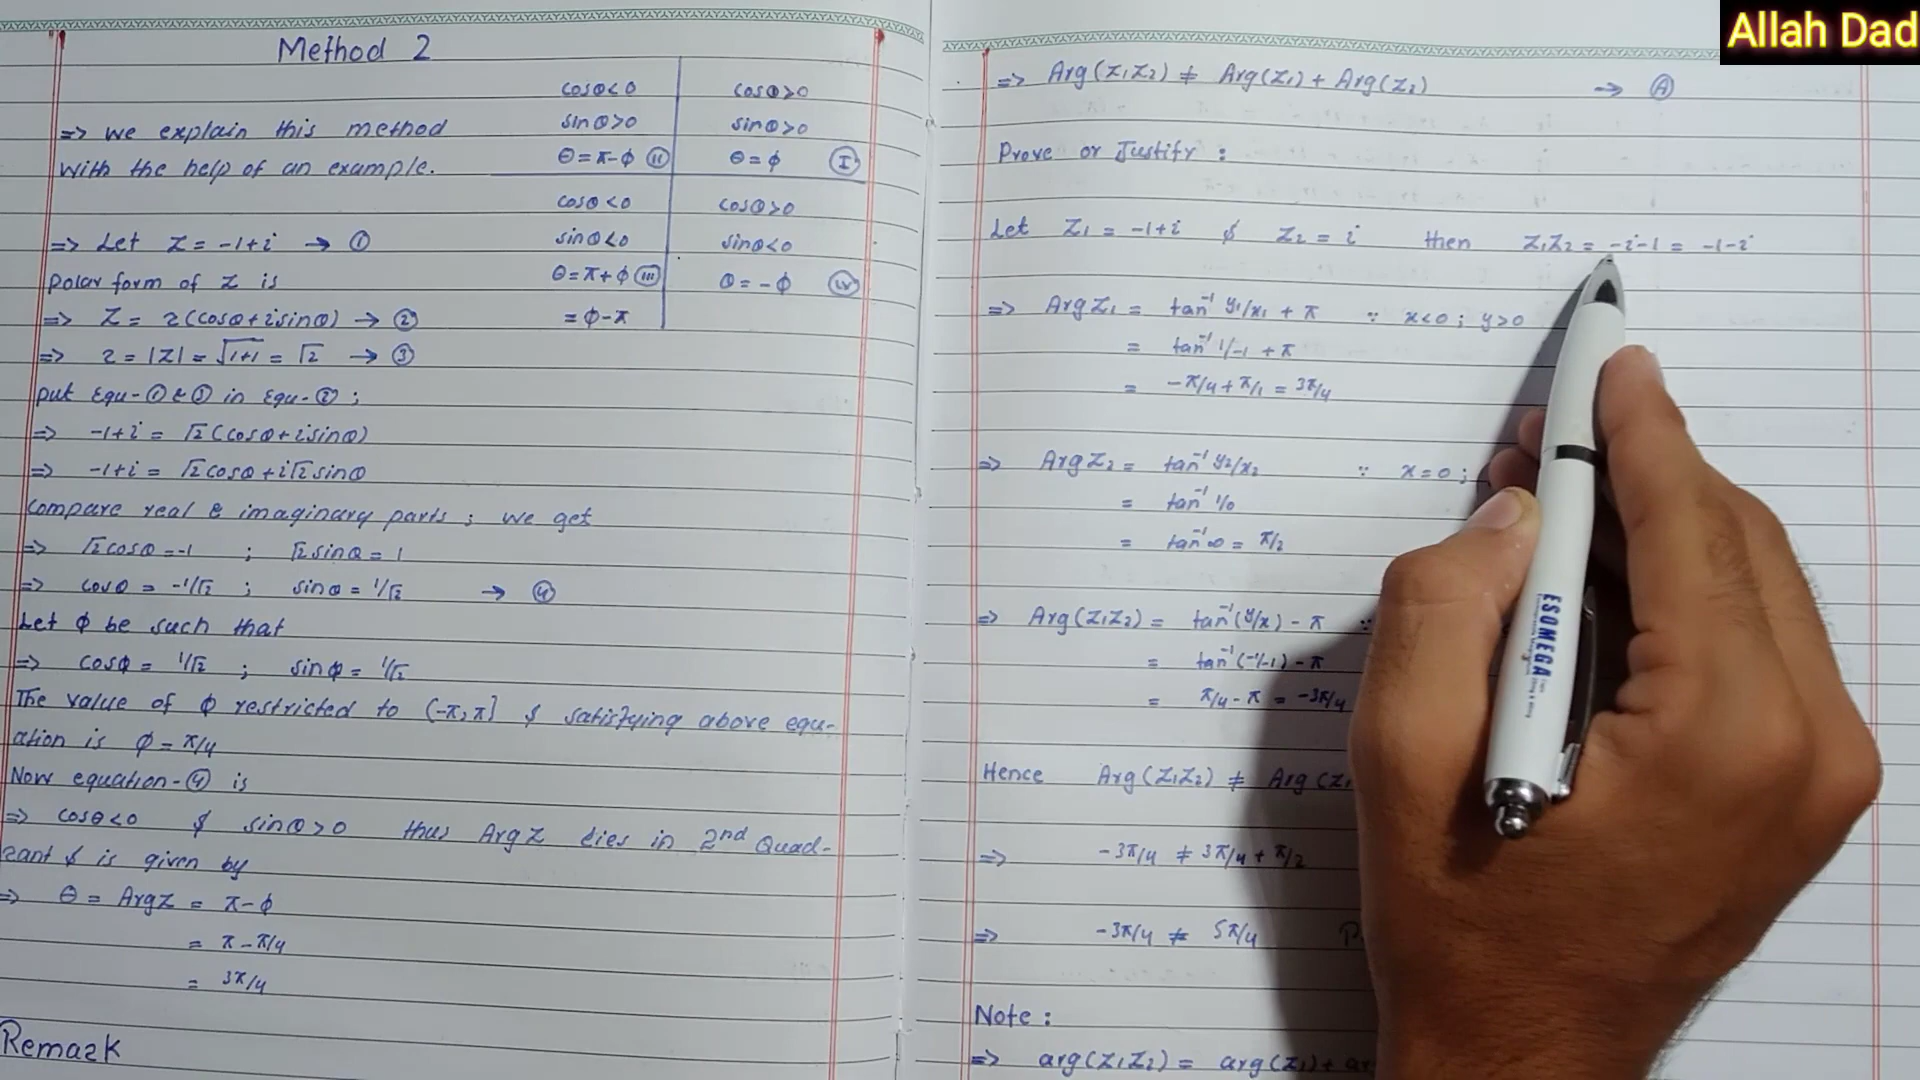 Allah Dad
Method 2
cosθ<0
cosθ>0
sinθ>0
sinθ>0
θ=π-ϕ (II)
θ=ϕ (I)
cosθ<0
cosθ>0
sinθ<0
sinθ<0
θ=π+ϕ (III)
θ=-ϕ (IV)
=ϕ-π
=> we explain this method
with the help of an example.
=> Let Z = -1+i → ①
Polar form of Z is
=> Z = r(cosθ+isinθ) → ②
=> r = |Z| = √1+1 = √2 → ③
put Equ-① & ③ in Equ-②;
=> -1+i = √2(cosθ+isinθ)
=> -1+i = √2cosθ+i√2sinθ
Compare real & imaginary parts; we get
=> √2cosθ=-1 ; √2sinθ=1
=> cosθ = -1/√2 ; sinθ = 1/√2 → ④
Let ϕ be such that
=> cosϕ = 1/√2 ; sinϕ = 1/√2
The value of ϕ restricted to (-π,π] & satisfying above equ-
ation is ϕ = π/4
Now equation-④ is
=> cosθ<0 & sinθ>0 thus ArgZ lies in 2nd Quad-
rant & is given by
=> θ = ArgZ = π-ϕ
= π-π/4
= 3π/4
Remark
=> Arg(Z₁Z₂) ≠ Arg(Z₁) + Arg(Z₂) → Ⓐ
Prove or Justify :
Let Z₁ = -1+i & Z₂ = i then Z₁Z₂ = -i-1 = -1-i
=> ArgZ₁ = tan⁻¹ y₁/x₁ + π ∵ x<0 ; y>0
= tan⁻¹ 1/-1 + π
= -π/4 + π/1 = 3π/4
=> ArgZ₂ = tan⁻¹ y₂/x₂ ∵ x=0 ;
= tan⁻¹ 1/0
= tan⁻¹ ∞ = π/2
=> Arg(Z₁Z₂) = tan⁻¹(y/x) - π ∵
= tan⁻¹(-1/-1) - π
= π/4 - π = -3π/4
Hence Arg(Z₁Z₂) ≠ Arg(Z₁
=> -3π/4 ≠ 3π/4 + π/2
=> -3π/4 ≠ 5π/4
Note :
=> arg(Z₁Z₂) = arg(Z₁) + ar
ESOMEGA